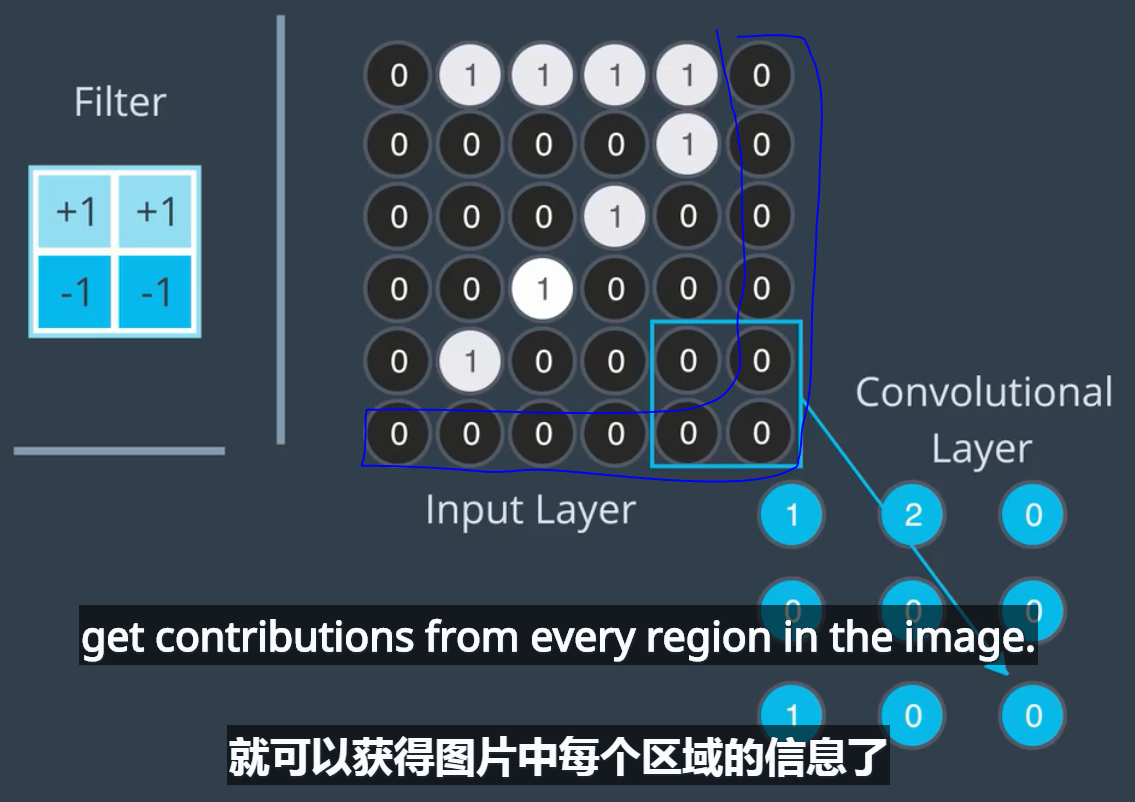 Filter
+1 +1
-1 -1
0 1 1 1 1 0
0 0 0 0 1 0
0 0 0 1 0 0
0 0 1 0 0 0
0 1 0 0 0 0
0 0 0 0 0 0
Input Layer
Convolutional
Layer
1 2 0
0 0 0
1 0 0
get contributions from every region in the image.
就可以获得图片中每个区域的信息了